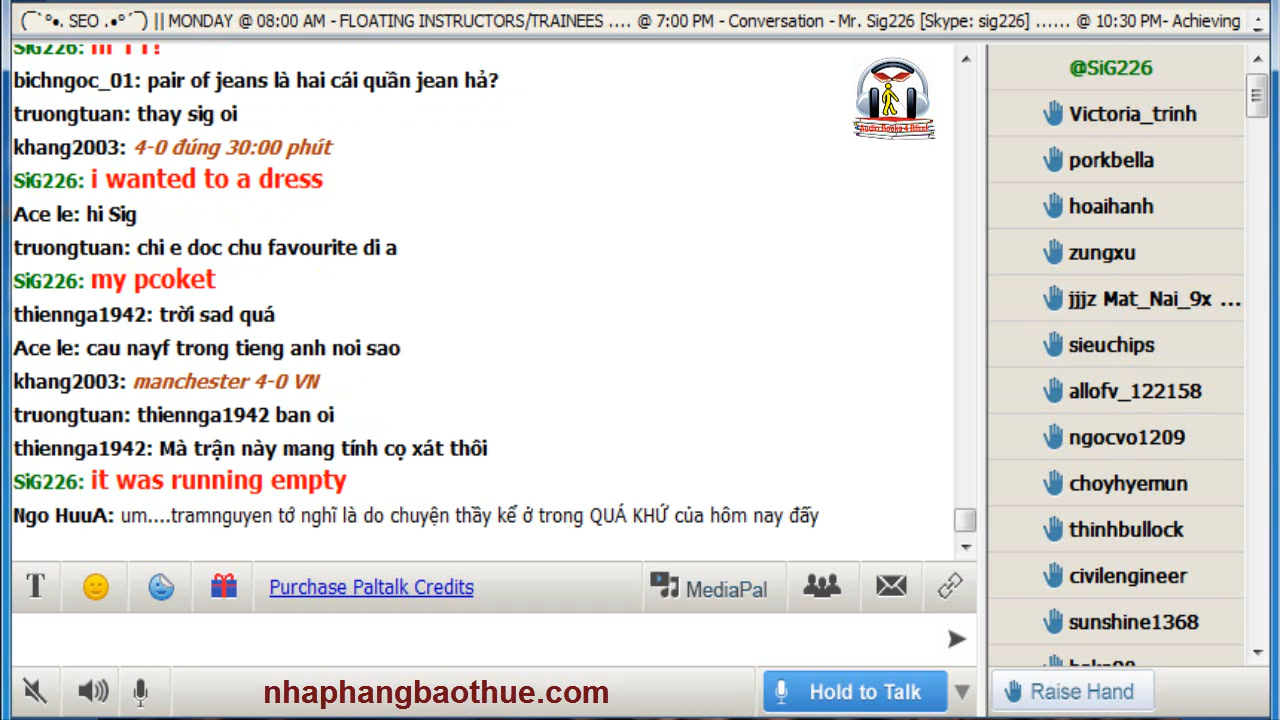 (¯`°•. SEO .•°´¯) || MONDAY @ 08:00 AM - FLOATING INSTRUCTORS/TRAINEES .... @ 7:00 PM - Conversation - Mr. Sig226 [Skype: sig226] ...... @ 10:30 PM- Achieving
SiG226:
bichngoc_01: pair of jeans là hai cái quần jean hả?
truongtuan: thay sig oi
khang2003: 4-0 đúng 30:00 phút
SiG226: i wanted to a dress
Ace le: hi Sig
truongtuan: chi e doc chu favourite di a
SiG226: my pcoket
thiennga1942: trời sad quá
Ace le: cau nayf trong tieng anh noi sao
khang2003: manchester 4-0 VN
truongtuan: thiennga1942 ban oi
thiennga1942: Mà trận này mang tính cọ xát thôi
SiG226: it was running empty
Ngo HuuA: um....tramnguyen tớ nghĩ là do chuyện thầy kể ở trong QUÁ KHỨ của hôm nay đấy
Audio Books 4 Blind
@SiG226
Victoria_trinh
porkbella
hoaihanh
zungxu
jjjz Mat_Nai_9x ...
sieuchips
allofv_122158
ngocvo1209
choyhyemun
thinhbullock
civilengineer
sunshine1368
T
Purchase Paltalk Credits
MediaPal
nhaphangbaothue.com
Hold to Talk
Raise Hand